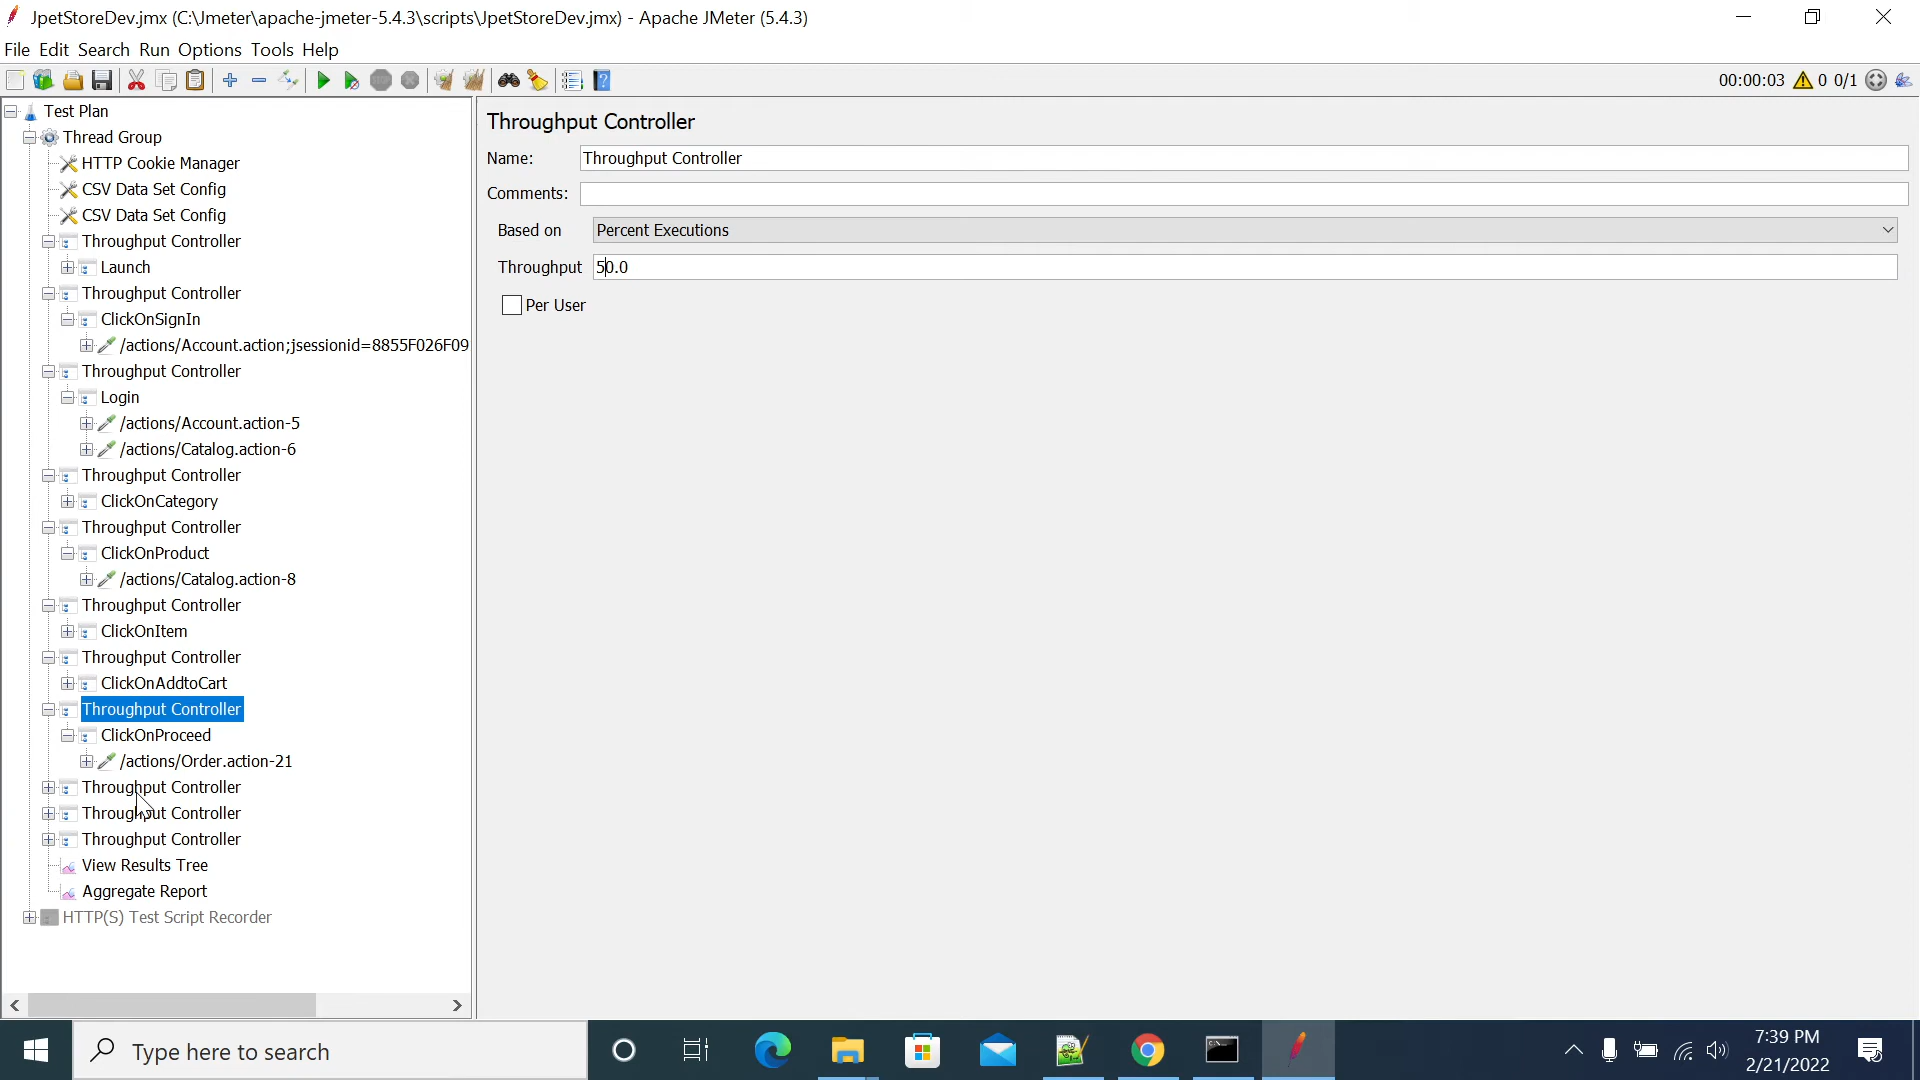 JpetStoreDev.jmx (C:\Jmeter\apache-jmeter-5.4.3\scripts\JpetStoreDev.jmx) - Apache JMeter (5.4.3)
File Edit Search Run Options Tools Help
00:00:03 0 0/1
Test Plan
Thread Group
HTTP Cookie Manager
CSV Data Set Config
CSV Data Set Config
Throughput Controller
Launch
Throughput Controller
ClickOnSignIn
/actions/Account.action;jsessionid=8855F026F09
Throughput Controller
Login
/actions/Account.action-5
/actions/Catalog.action-6
Throughput Controller
ClickOnCategory
Throughput Controller
ClickOnProduct
/actions/Catalog.action-8
Throughput Controller
ClickOnItem
Throughput Controller
ClickOnAddtoCart
Throughput Controller
ClickOnProceed
/actions/Order.action-21
Throughput Controller
Throughput Controller
Throughput Controller
View Results Tree
Aggregate Report
HTTP(S) Test Script Recorder
Throughput Controller
Name: Throughput Controller
Comments:
Based on Percent Executions
Throughput 50.0
Per User
Type here to search
7:39 PM
2/21/2022